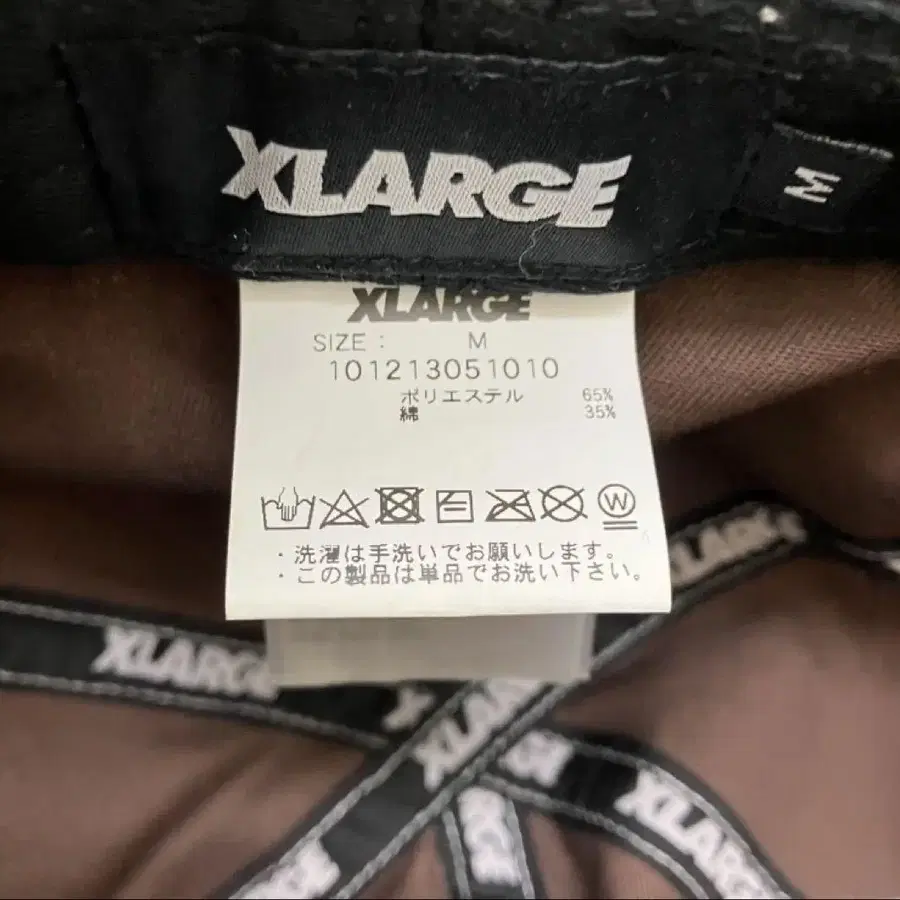 XLARGE
M
XLARGE
SIZE : M
101213051010
ポリエステル 65%
綿 35%
W
・洗濯は手洗いでお願いします。
・この製品は単品でお洗い下さい。
XLARGE
XLARGE
XLARGE
XLARGE